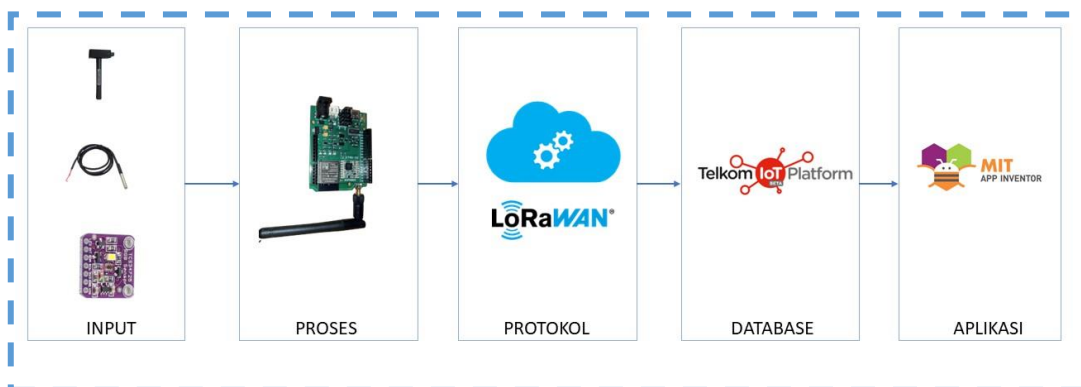 LoRaWAN®
Telkom IoT Platform
BETA
MIT
APP INVENTOR
INPUT
PROSES
PROTOKOL
DATABASE
APLIKASI